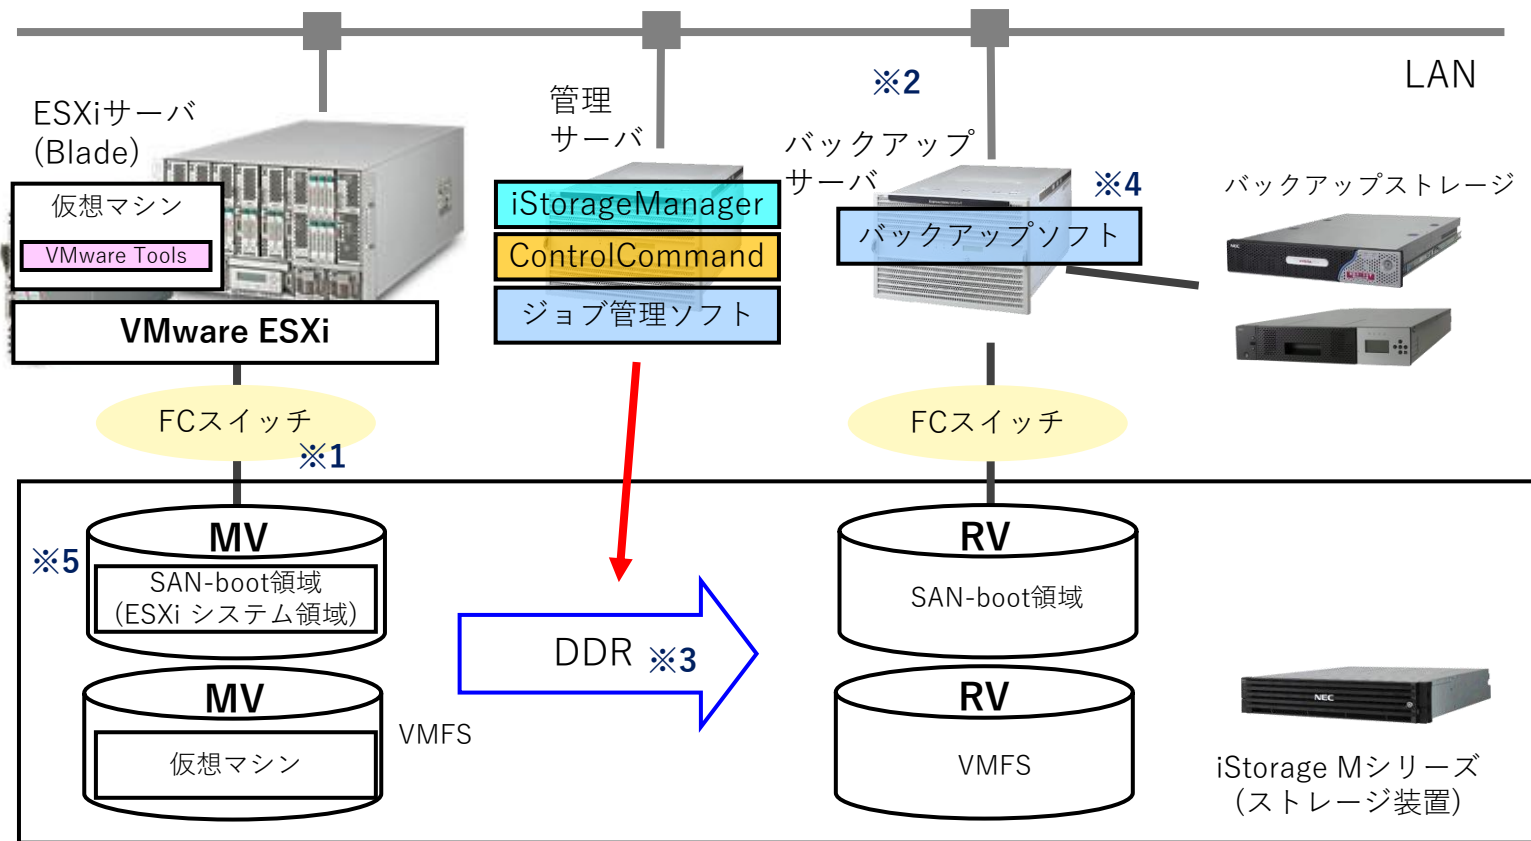 LAN
ESXiサーバ
(Blade)
仮想マシン
VMware Tools
VMware ESXi
管理
サーバ
iStorageManager
ControlCommand
ジョブ管理ソフト
※2
バックアップ
サーバ
※4
バックアップソフト
バックアップストレージ
NEC
FCスイッチ
※1
FCスイッチ
MV
※5
SAN-boot領域
(ESXi システム領域)
MV
仮想マシン
VMFS
DDR ※3
RV
SAN-boot領域
RV
VMFS
NEC
iStorage Mシリーズ
(ストレージ装置)